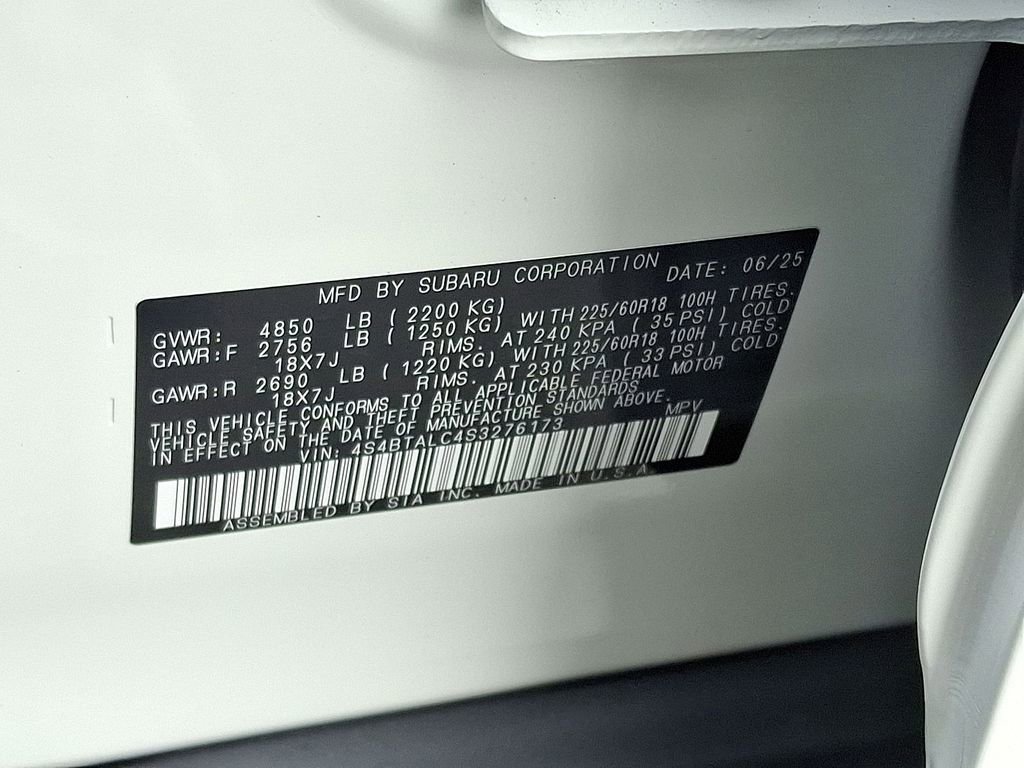 MFD BY SUBARU CORPORATION DATE: 06/25
GVWR: 4850 LB ( 2200 KG)
GAWR:F 2756 LB ( 1250 KG) WITH 225/60R18 100H TIRES.
18X7J RIMS. AT 240 KPA ( 35 PSI) COLD
GAWR:R 2690 LB ( 1220 KG) WITH 225/60R18 100H TIRES.
18X7J RIMS. AT 230 KPA ( 33 PSI) COLD
THIS VEHICLE CONFORMS TO ALL APPLICABLE FEDERAL MOTOR
VEHICLE SAFETY AND THEFT PREVENTION STANDARDS
IN EFFECT ON THE DATE OF MANUFACTURE SHOWN ABOVE.
VIN: 4S4BTALC4S3276173 MPV
ASSEMBLED BY SIA INC. MADE IN U.S.A.